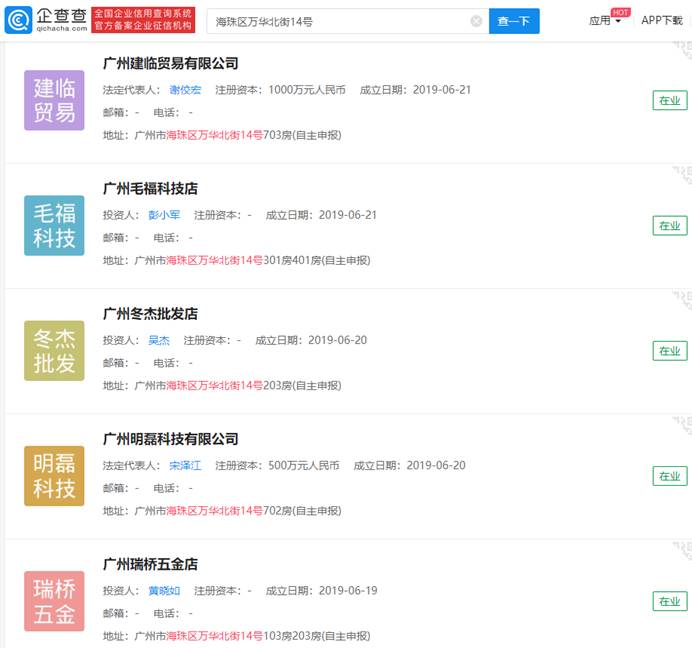 企查查
qichacha.com
全国企业信用查询系统
官方备案企业征信机构
海珠区万华北街14号
查一下
应用
HOT
APP下载
建临
贸易
广州建临贸易有限公司
法定代表人： 谢佼宏 注册资本：1000万元人民币 成立日期：2019-06-21
邮箱：- 电话：-
地址：广州市海珠区万华北街14号703房(自主申报)
在业
毛福
科技
广州毛福科技店
投资人： 彭小军 注册资本：- 成立日期：2019-06-21
邮箱：- 电话：-
地址：广州市海珠区万华北街14号301房401房(自主申报)
在业
冬杰
批发
广州冬杰批发店
投资人： 吴杰 注册资本：- 成立日期：2019-06-20
邮箱：- 电话：-
地址：广州市海珠区万华北街14号203房(自主申报)
在业
明磊
科技
广州明磊科技有限公司
法定代表人： 宋泽江 注册资本：500万元人民币 成立日期：2019-06-20
邮箱：- 电话：-
地址：广州市海珠区万华北街14号702房(自主申报)
在业
瑞桥
五金
广州瑞桥五金店
投资人： 黄晓如 注册资本：- 成立日期：2019-06-19
邮箱：- 电话：-
地址：广州市海珠区万华北街14号103房203房(自主申报)
在业